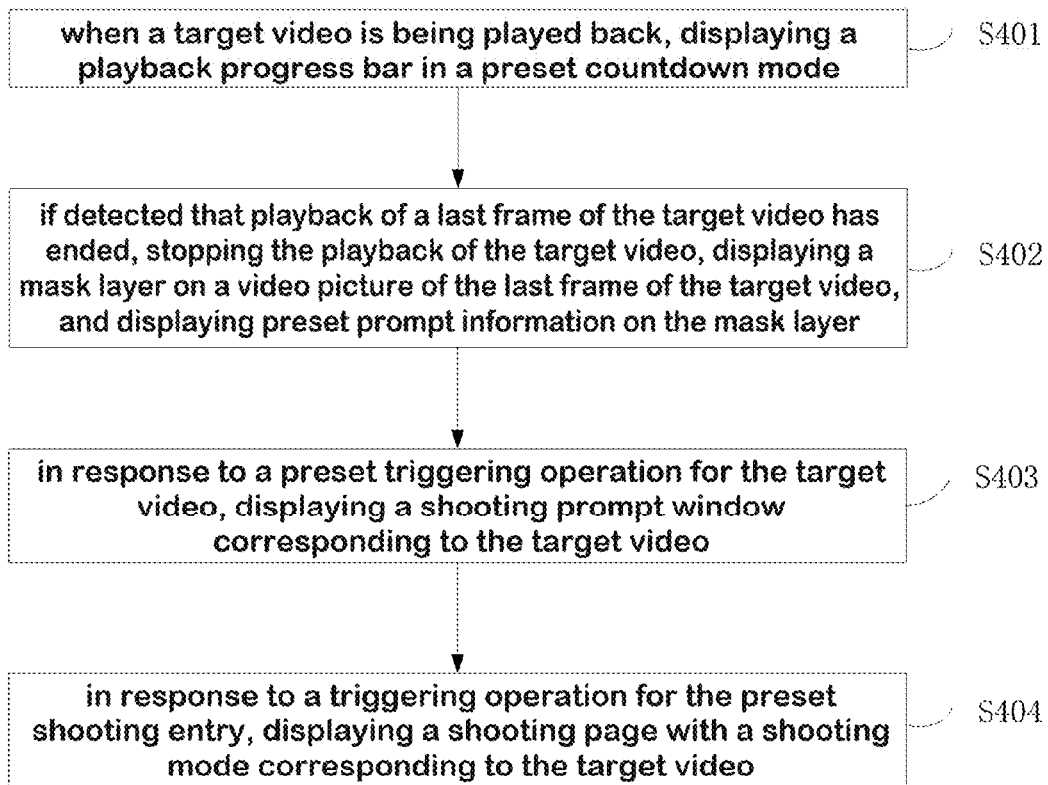 when a target video is being played back, displaying a
playback progress bar in a preset countdown mode
S401
if detected that playback of a last frame of the target video has
ended, stopping the playback of the target video, displaying a
mask layer on a video picture of the last frame of the target video,
and displaying preset prompt information on the mask layer
S402
in response to a preset triggering operation for the target
video, displaying a shooting prompt window
corresponding to the target video
S403
in response to a triggering operation for the preset
shooting entry, displaying a shooting page with a shooting
mode corresponding to the target video
S404